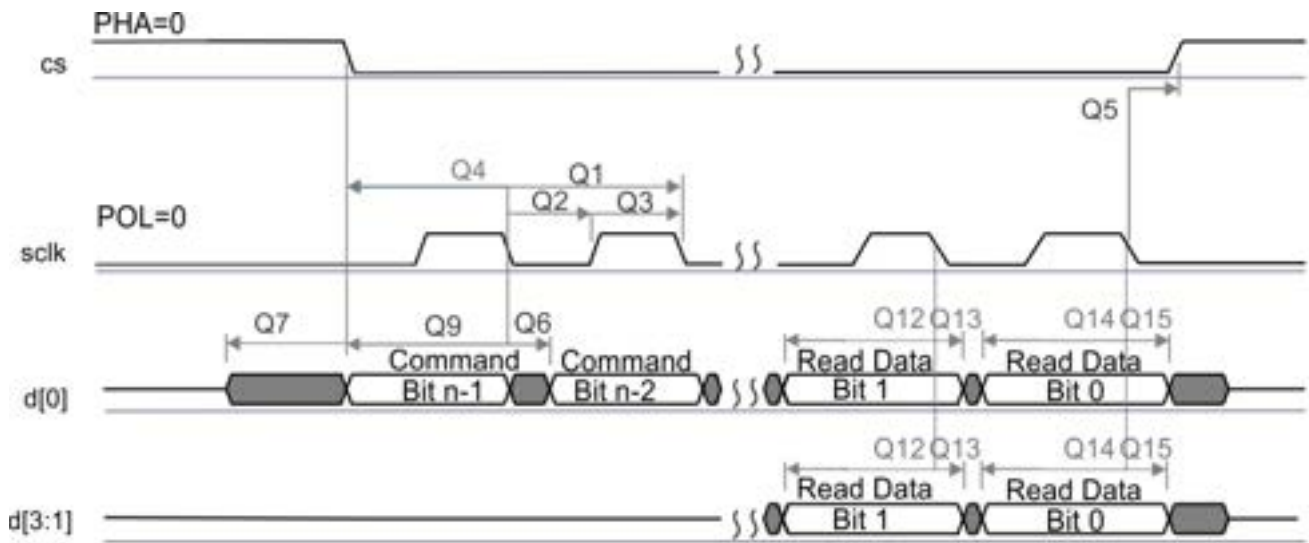 PHA=0
cs
Q5
Q4 Q1
Q2 Q3
POL=0
sclk
Q7 Q9 Q6 Q12 Q13 Q14 Q15
Command Command Read Data Read Data
d[0] Bit n-1 Bit n-2 Bit 1 Bit 0
Q12 Q13 Q14 Q15
Read Data Read Data
d[3:1] Bit 1 Bit 0